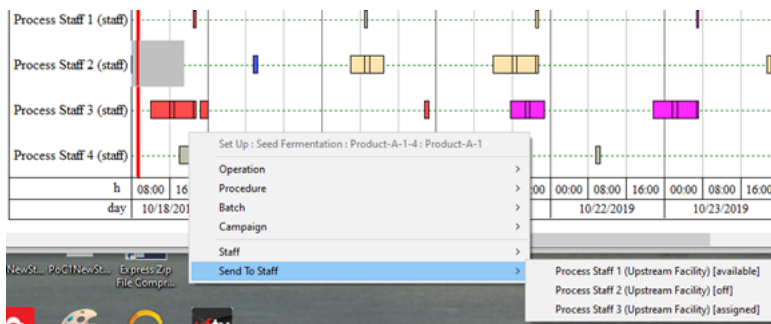 Process Staff 1 (staff)
Process Staff 2 (staff)
Process Staff 3 (staff)
Process Staff 4 (staff)
Set Up : Seed Fermentation : Product-A-1-4 : Product-A-1
Operation
Procedure
Batch
Campaign
Staff
Send To Staff
Process Staff 1 (Upstream Facility) [available]
Process Staff 2 (Upstream Facility) [off]
Process Staff 3 (Upstream Facility) [assigned]
h 08:00 16 :00 00:00 08:00 16:00 00:00 08:00 16:00
day 10/18/201 10/22/2019 10/23/2019
NewSt... PoG1NewSt... Express Zip
File Compr...